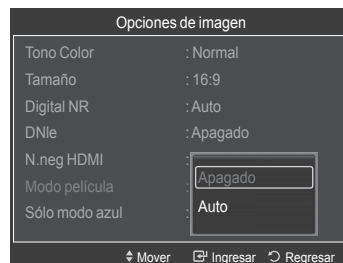 Opciones de imagen
Tono Color : Normal
Tamaño : 16:9
Digital NR : Auto
DNIe : Apagado
N.neg HDMI :
Apagado
Modo película :
Auto
Sólo modo azul :
Mover Ingresar Regresar